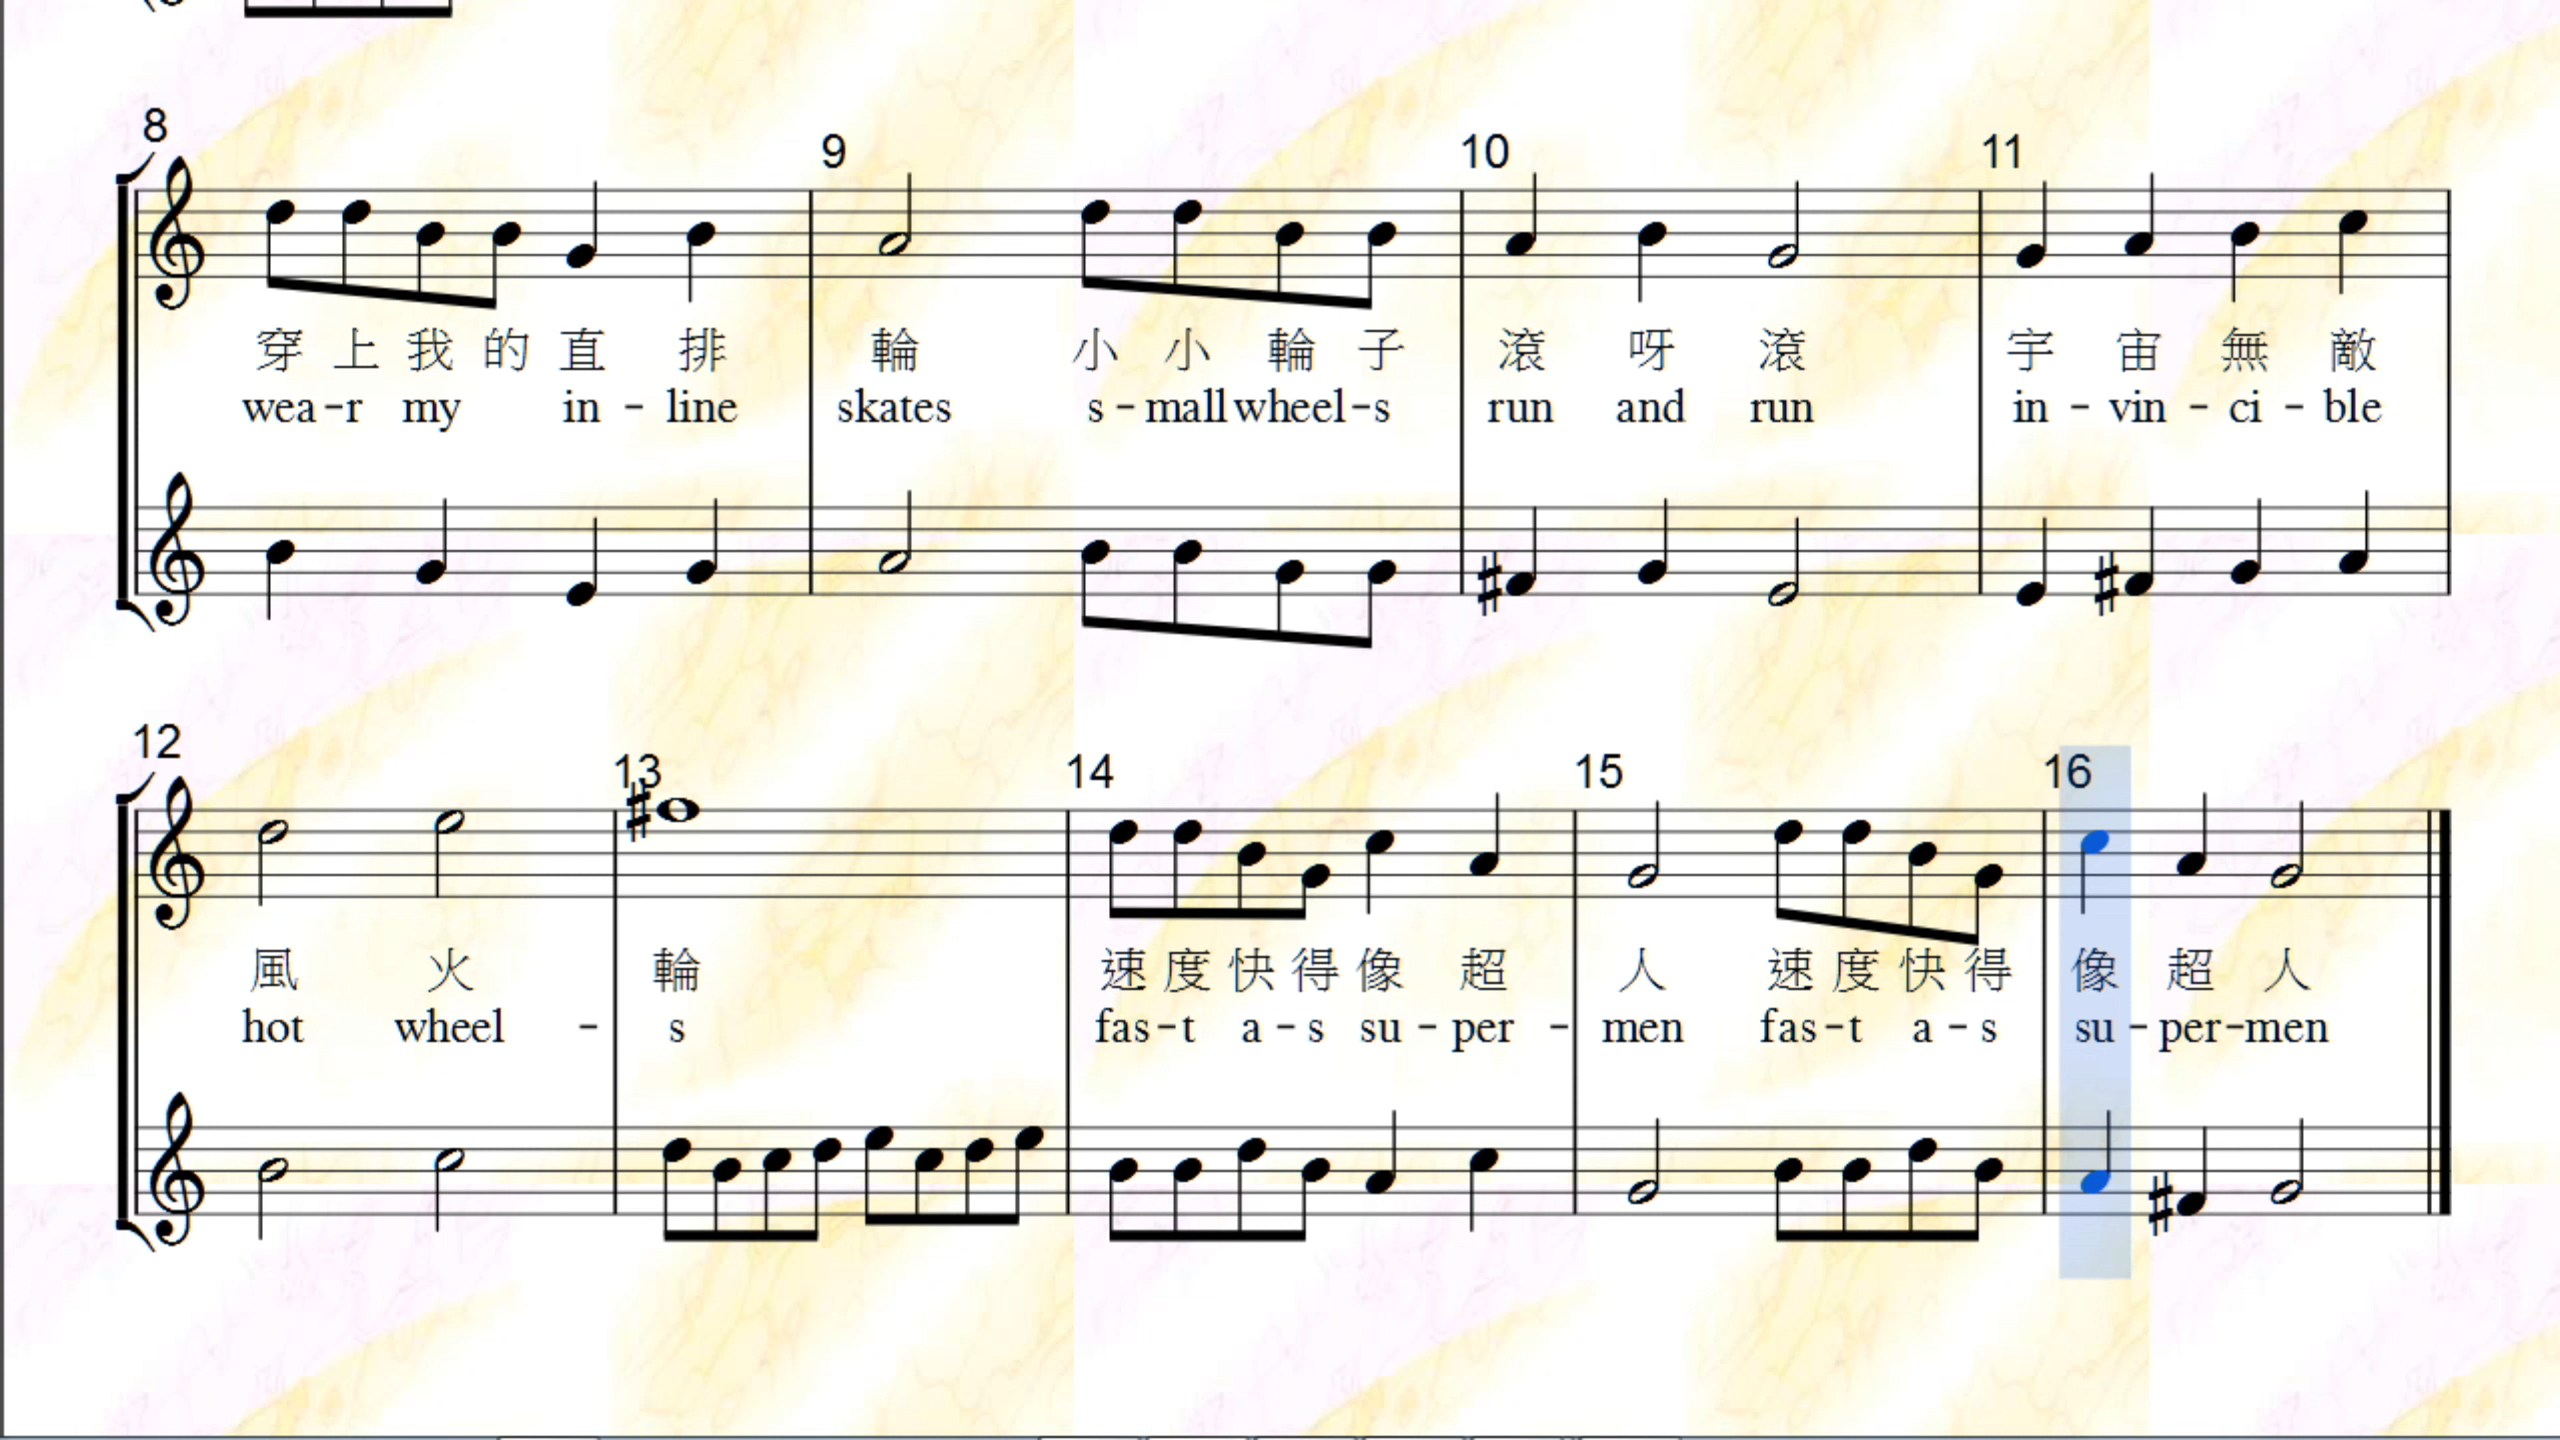 8 9 10 11
穿上我的直排輪 小小輪子滾呀滾 宇宙無敵
wea-r my in-line skates s-mall wheel-s run and run in-vin-ci-ble
12 13 14 15 16
風火輪 速度快得像超人 速度快得像超人
hot wheel-s fas-t a-s su-per-men fas-t a-s su-per-men